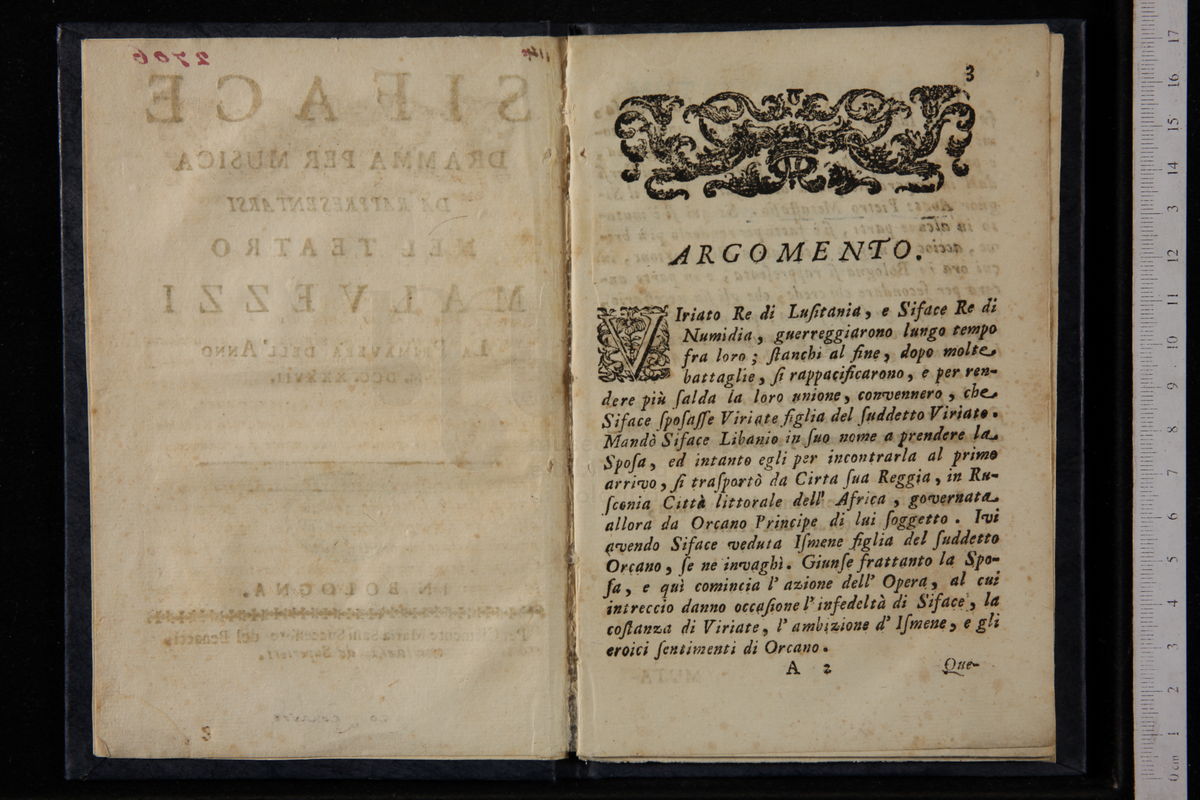 2706
114
SIFACE
DRAMMA PER MUSICA
DA RAPPRESENTARSI
NEL TEATRO
MALVEZZI
DELL'ANNO
M. DCC. XXXVII.
IN BOLOGNA.
3
ARGOMENTO.
VIriato Re di Luſitania, e Siface Re di
Numidia, guerreggiarono lungo tempo
fra loro; ſtanchi al fine, dopo molte
battaglie, ſi rappacificarono, e per ren-
dere più ſalda la loro unione, convennero, che
Siface ſpoſaſſe Viriate figlia del ſuddetto Viriato.
Mandò Siface Libanio in ſuo nome a prendere la
Spoſa, ed intanto egli per incontrarla al primo
arrivo, ſi traſportò da Cirta ſua Reggia, in Ru-
ſconia Città littorale dell' Africa, governata
allora da Orcano Principe di lui ſoggetto. Ivi
avendo Siface veduta Iſmene figlia del ſuddetto
Orcano, ſe ne invaghì. Giunſe frattanto la Spo-
ſa, e quì comincia l' azione dell' Opera, al cui
intreccio danno occaſione l' infedeltà di Siface, la
coſtanza di Viriate, l' ambizione d' Iſmene, e gli
eroici ſentimenti di Orcano.
A 2 Que-